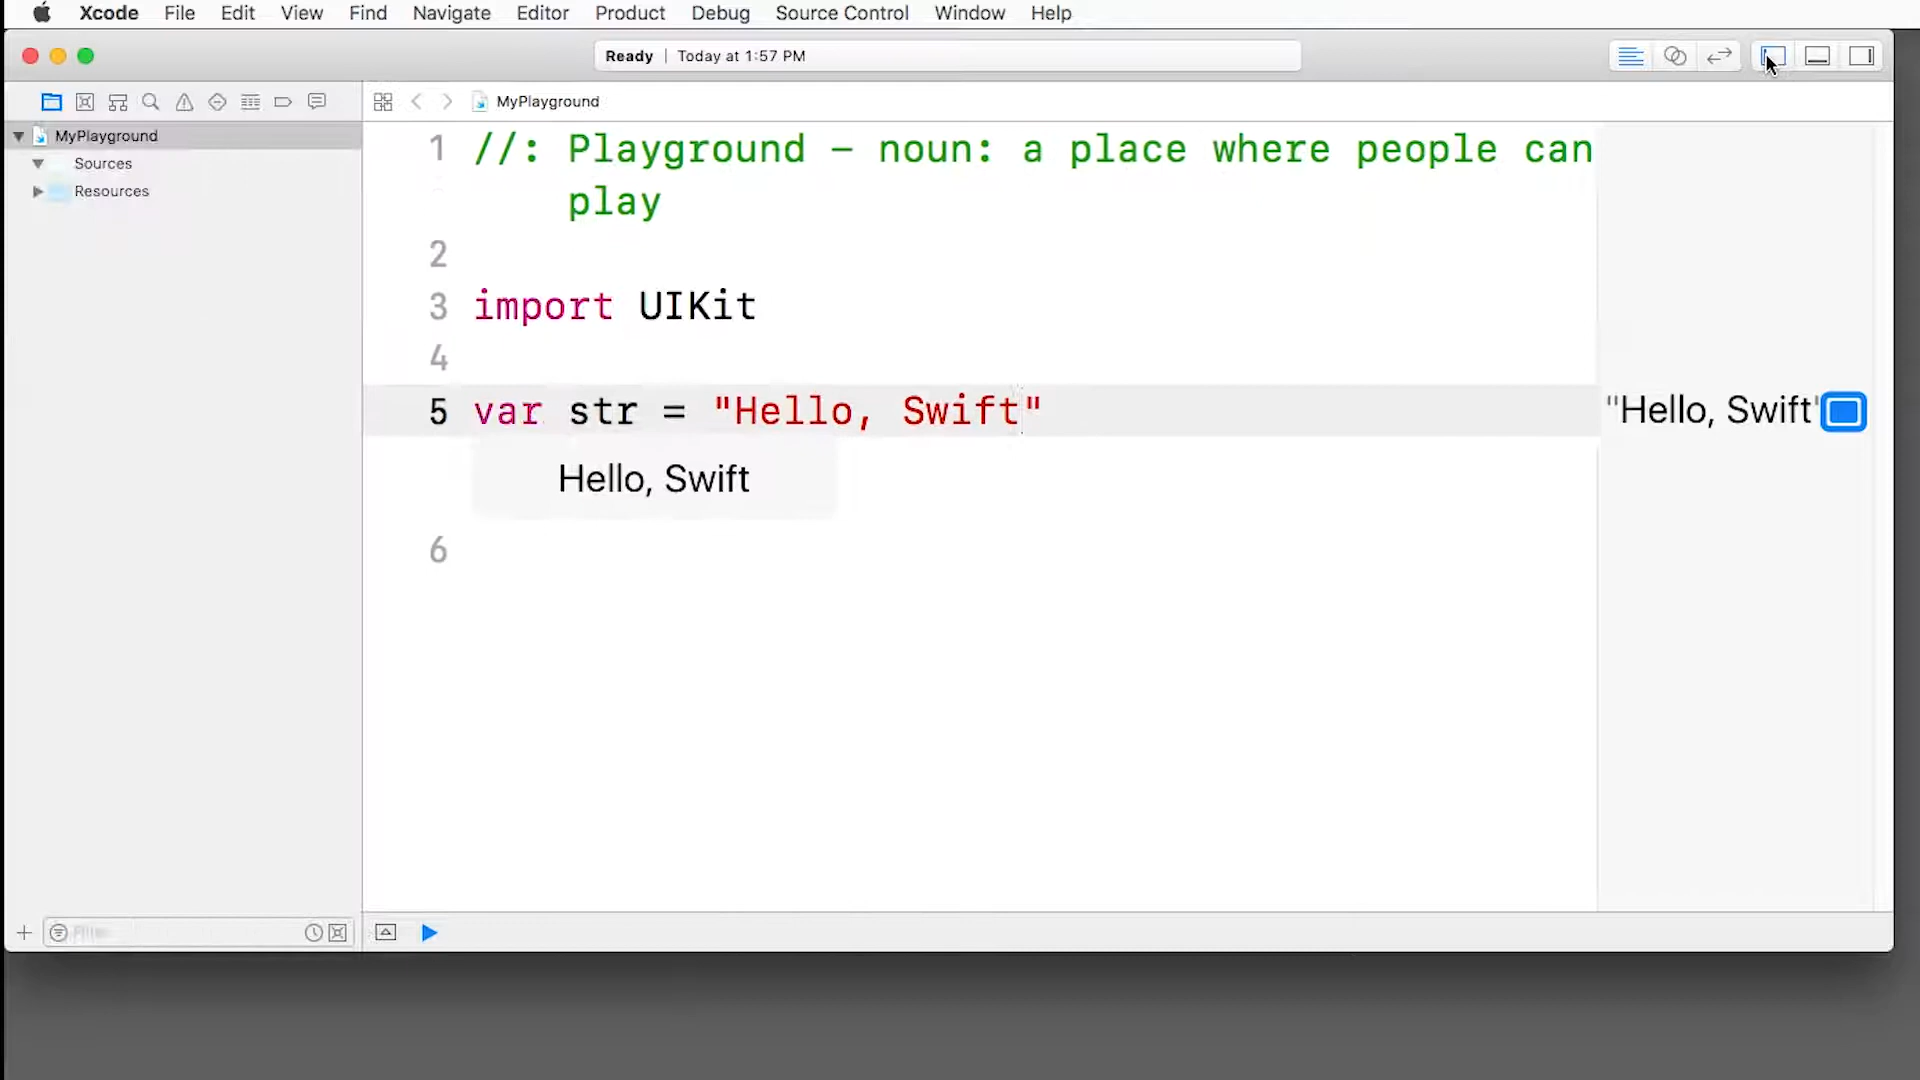 Xcode File Edit View Find Navigate Editor Product Debug Source Control Window Help
Ready | Today at 1:57 PM
MyPlayground
MyPlayground
Sources
Resources
1 //: Playground – noun: a place where people can
play
2
3 import UIKit
4
5 var str = "Hello, Swift"
"Hello, Swift"
Hello, Swift
6
Filter